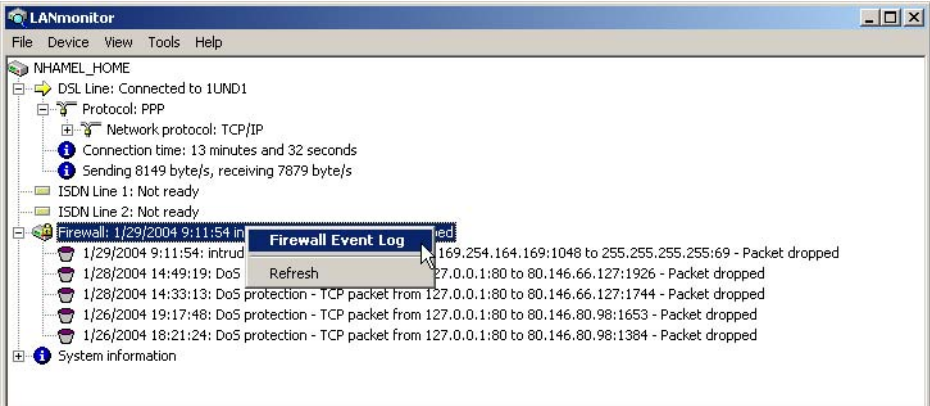 LANmonitor
File Device View Tools Help
NHAMEL_HOME
DSL Line: Connected to 1UND1
Protocol: PPP
Network protocol: TCP/IP
Connection time: 13 minutes and 32 seconds
Sending 8149 byte/s, receiving 7879 byte/s
ISDN Line 1: Not ready
ISDN Line 2: Not ready
Firewall: 1/29/2004 9:11:54 in ed
Firewall Event Log
1/29/2004 9:11:54: intrud 169.254.164.169:1048 to 255.255.255.255:69 - Packet dropped
Refresh
1/28/2004 14:49:19: DoS 27.0.0.1:80 to 80.146.66.127:1926 - Packet dropped
1/28/2004 14:33:13: DoS protection - TCP packet from 127.0.0.1:80 to 80.146.66.127:1744 - Packet dropped
1/26/2004 19:17:48: DoS protection - TCP packet from 127.0.0.1:80 to 80.146.80.98:1653 - Packet dropped
1/26/2004 18:21:24: DoS protection - TCP packet from 127.0.0.1:80 to 80.146.80.98:1384 - Packet dropped
System information